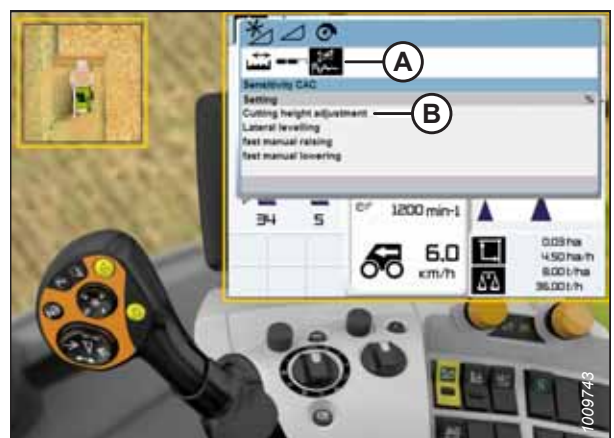 A
Sensitivity CAC
Setting %
Cutting height adjustment
B
Lateral levelling
fast manual raising
fast manual lowering
34 5
1200 min-1
6.0
km/h
0.03 ha
4.50 ha/h
8.00 t/ha
36.00 t/h
1009743